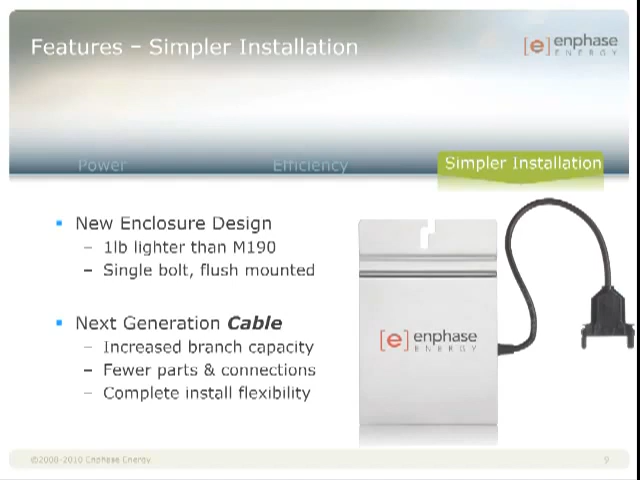 Features – Simpler Installation
[e] enphase
ENERGY
Power
Efficiency
Simpler Installation
New Enclosure Design
– 1lb lighter than M190
– Single bolt, flush mounted
Next Generation Cable
– Increased branch capacity
– Fewer parts & connections
– Complete install flexibility
[e] enphase
ENERGY
©2008-2010 Enphase Energy
9